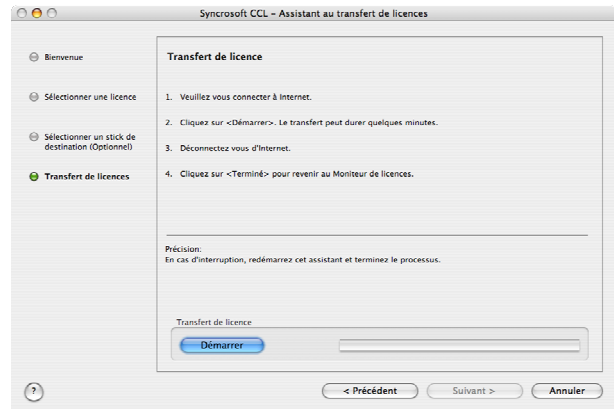 Syncrosoft CCL – Assistant au transfert de licences
Bienvenue
Sélectionner une licence
Sélectionner un stick de
destination (Optionnel)
Transfert de licences
Transfert de licence
1. Veuillez vous connecter à Internet.
2. Cliquez sur <Démarrer>. Le transfert peut durer quelques minutes.
3. Déconnectez vous d'Internet.
4. Cliquez sur <Terminé> pour revenir au Moniteur de licences.
Précision:
En cas d'interruption, redémarrez cet assistant et terminez le processus.
Transfert de licence
Démarrer
?
< Précédent
Suivant >
Annuler